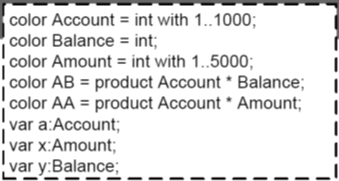 color Account = int with 1..1000;
color Balance = int;
color Amount = int with 1..5000;
color AB = product Account * Balance;
color AA = product Account * Amount;
var a:Account;
var x:Amount;
var y:Balance;